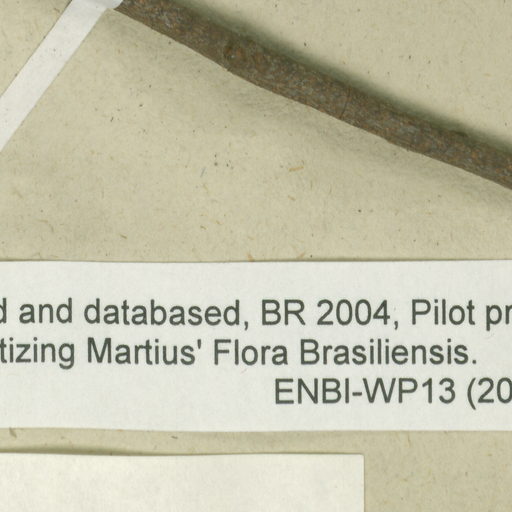 d and databased, BR 2004, Pilot pr
tizing Martius' Flora Brasiliensis.
ENBI-WP13 (20